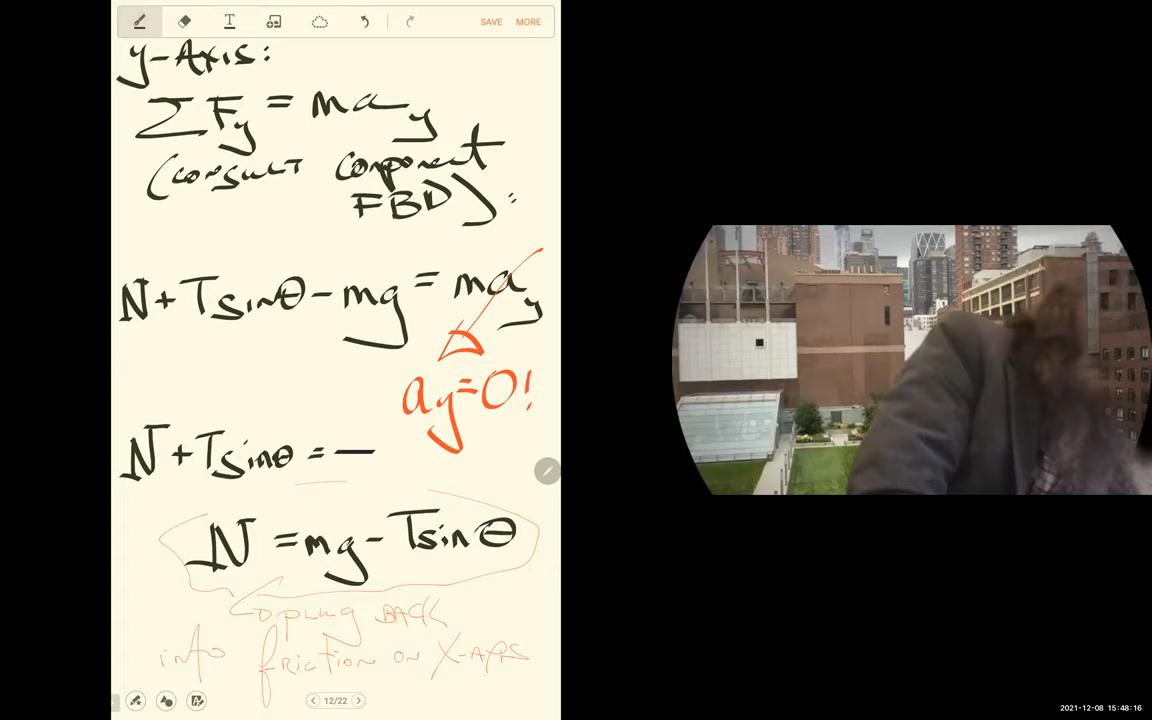 SAVE MORE
y-Axis:
ΣFy = may
(consult component
FBD):
N+Tsinθ-mg = may
ay=0!
N+Tsinθ = —
N = mg-Tsinθ
BACK
into friction on X-AXIS
12/22
2021-12-08 15:48:16